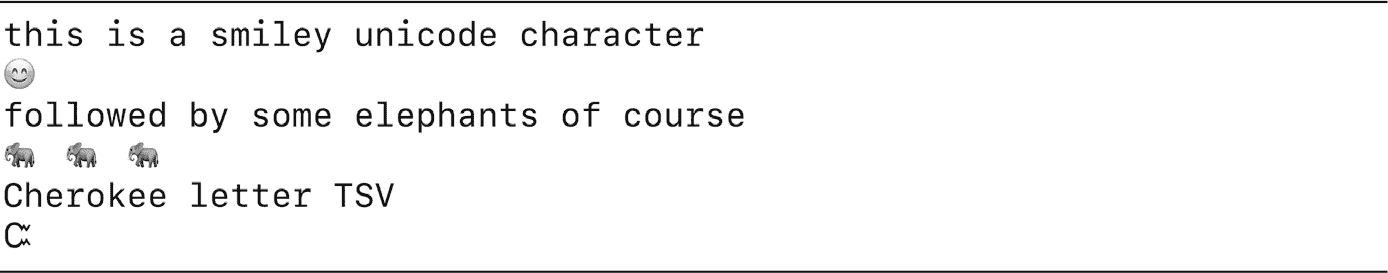 this is a smiley unicode character
😊
followed by some elephants of course
🐘 🐘 🐘
Cherokee letter TSV
Ꮸ